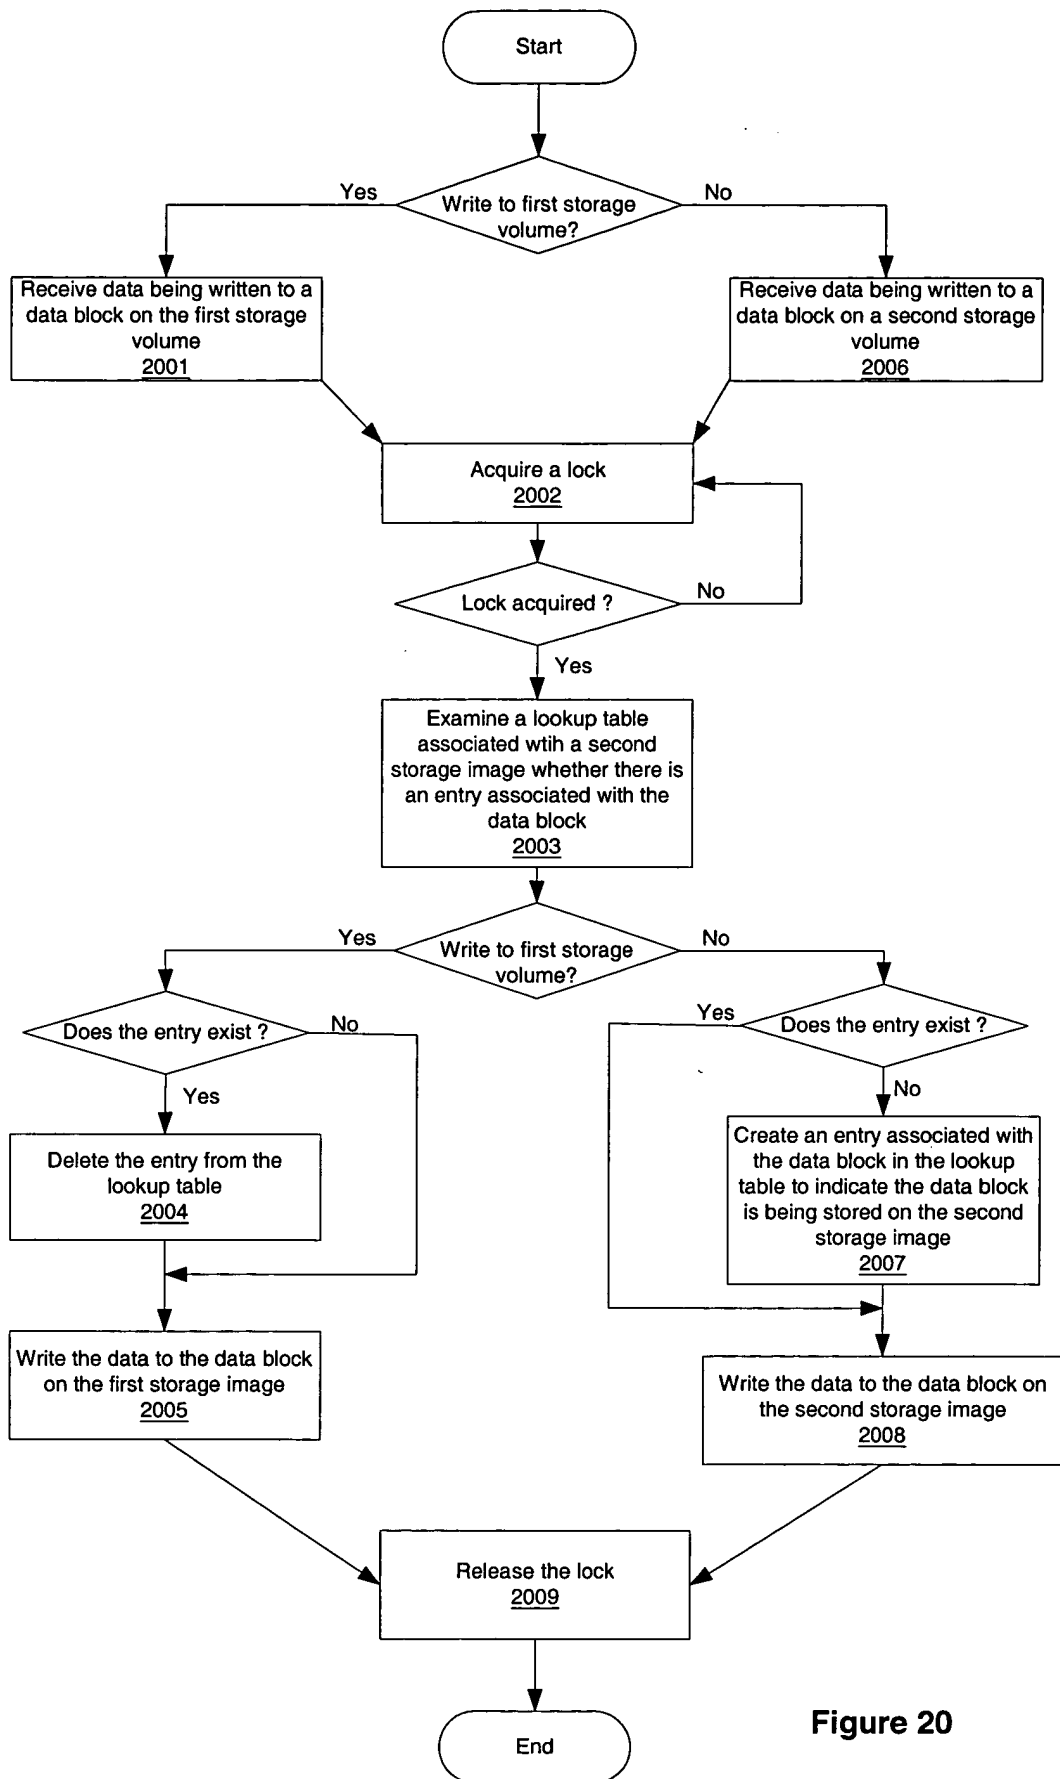 Start
Write to first storage
volume?
Yes
No
Receive data being written to a
data block on the first storage
volume
2001
Receive data being written to a
data block on a second storage
volume
2006
Acquire a lock
2002
Lock acquired ?
No
Yes
Examine a lookup table
associated wtih a second
storage image whether there is
an entry associated with the
data block
2003
Write to first storage
volume?
Yes
No
Does the entry exist ?
No
Yes
Does the entry exist ?
Yes
No
Delete the entry from the
lookup table
2004
Create an entry associated with
the data block in the lookup
table to indicate the data block
is being stored on the second
storage image
2007
Write the data to the data block
on the first storage image
2005
Write the data to the data block on
the second storage image
2008
Release the lock
2009
End
Figure 20